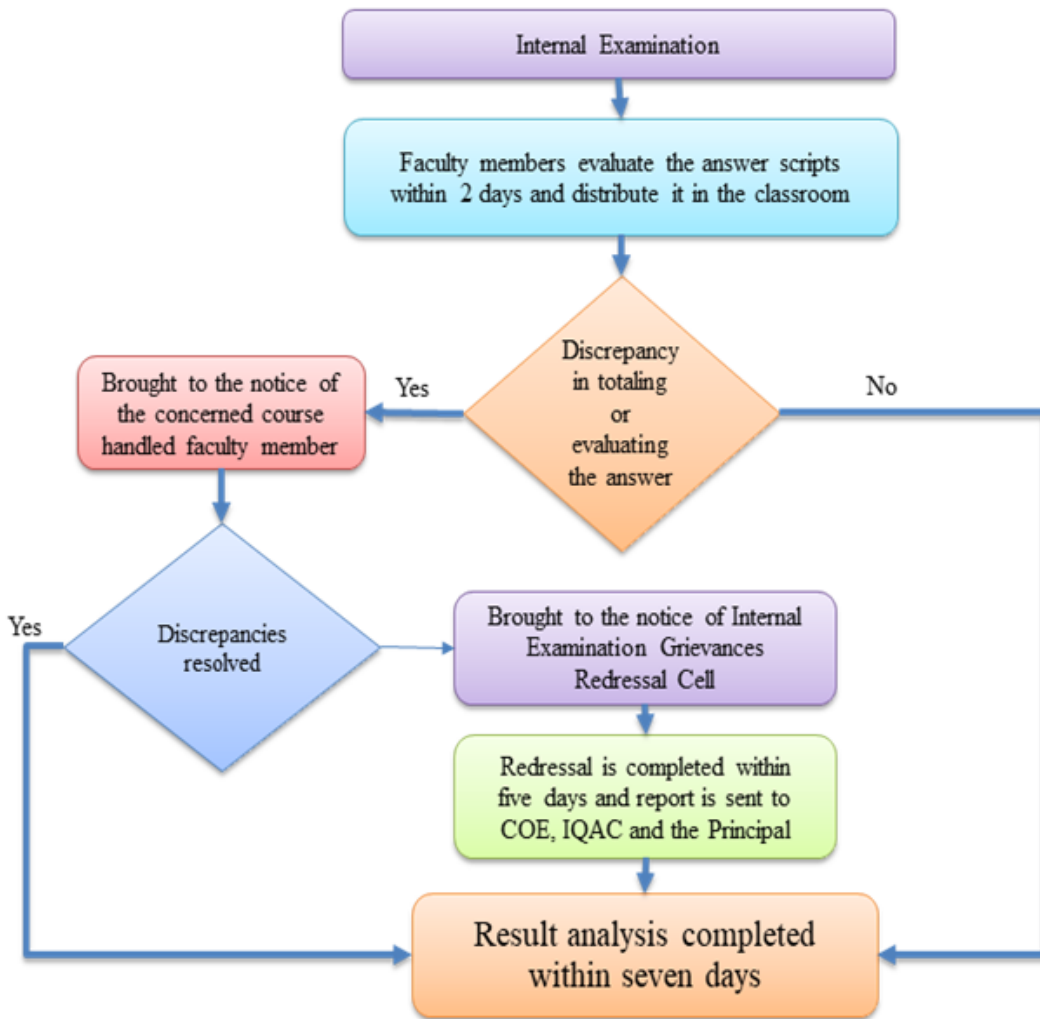 Internal Examination
Faculty members evaluate the answer scripts
within 2 days and distribute it in the classroom
Discrepancy
in totaling
or
evaluating
the answer
Yes
No
Brought to the notice of
the concerned course
handled faculty member
Discrepancies
resolved
Yes
Brought to the notice of Internal
Examination Grievances
Redressal Cell
Redressal is completed within
five days and report is sent to
COE, IQAC and the Principal
Result analysis completed
within seven days